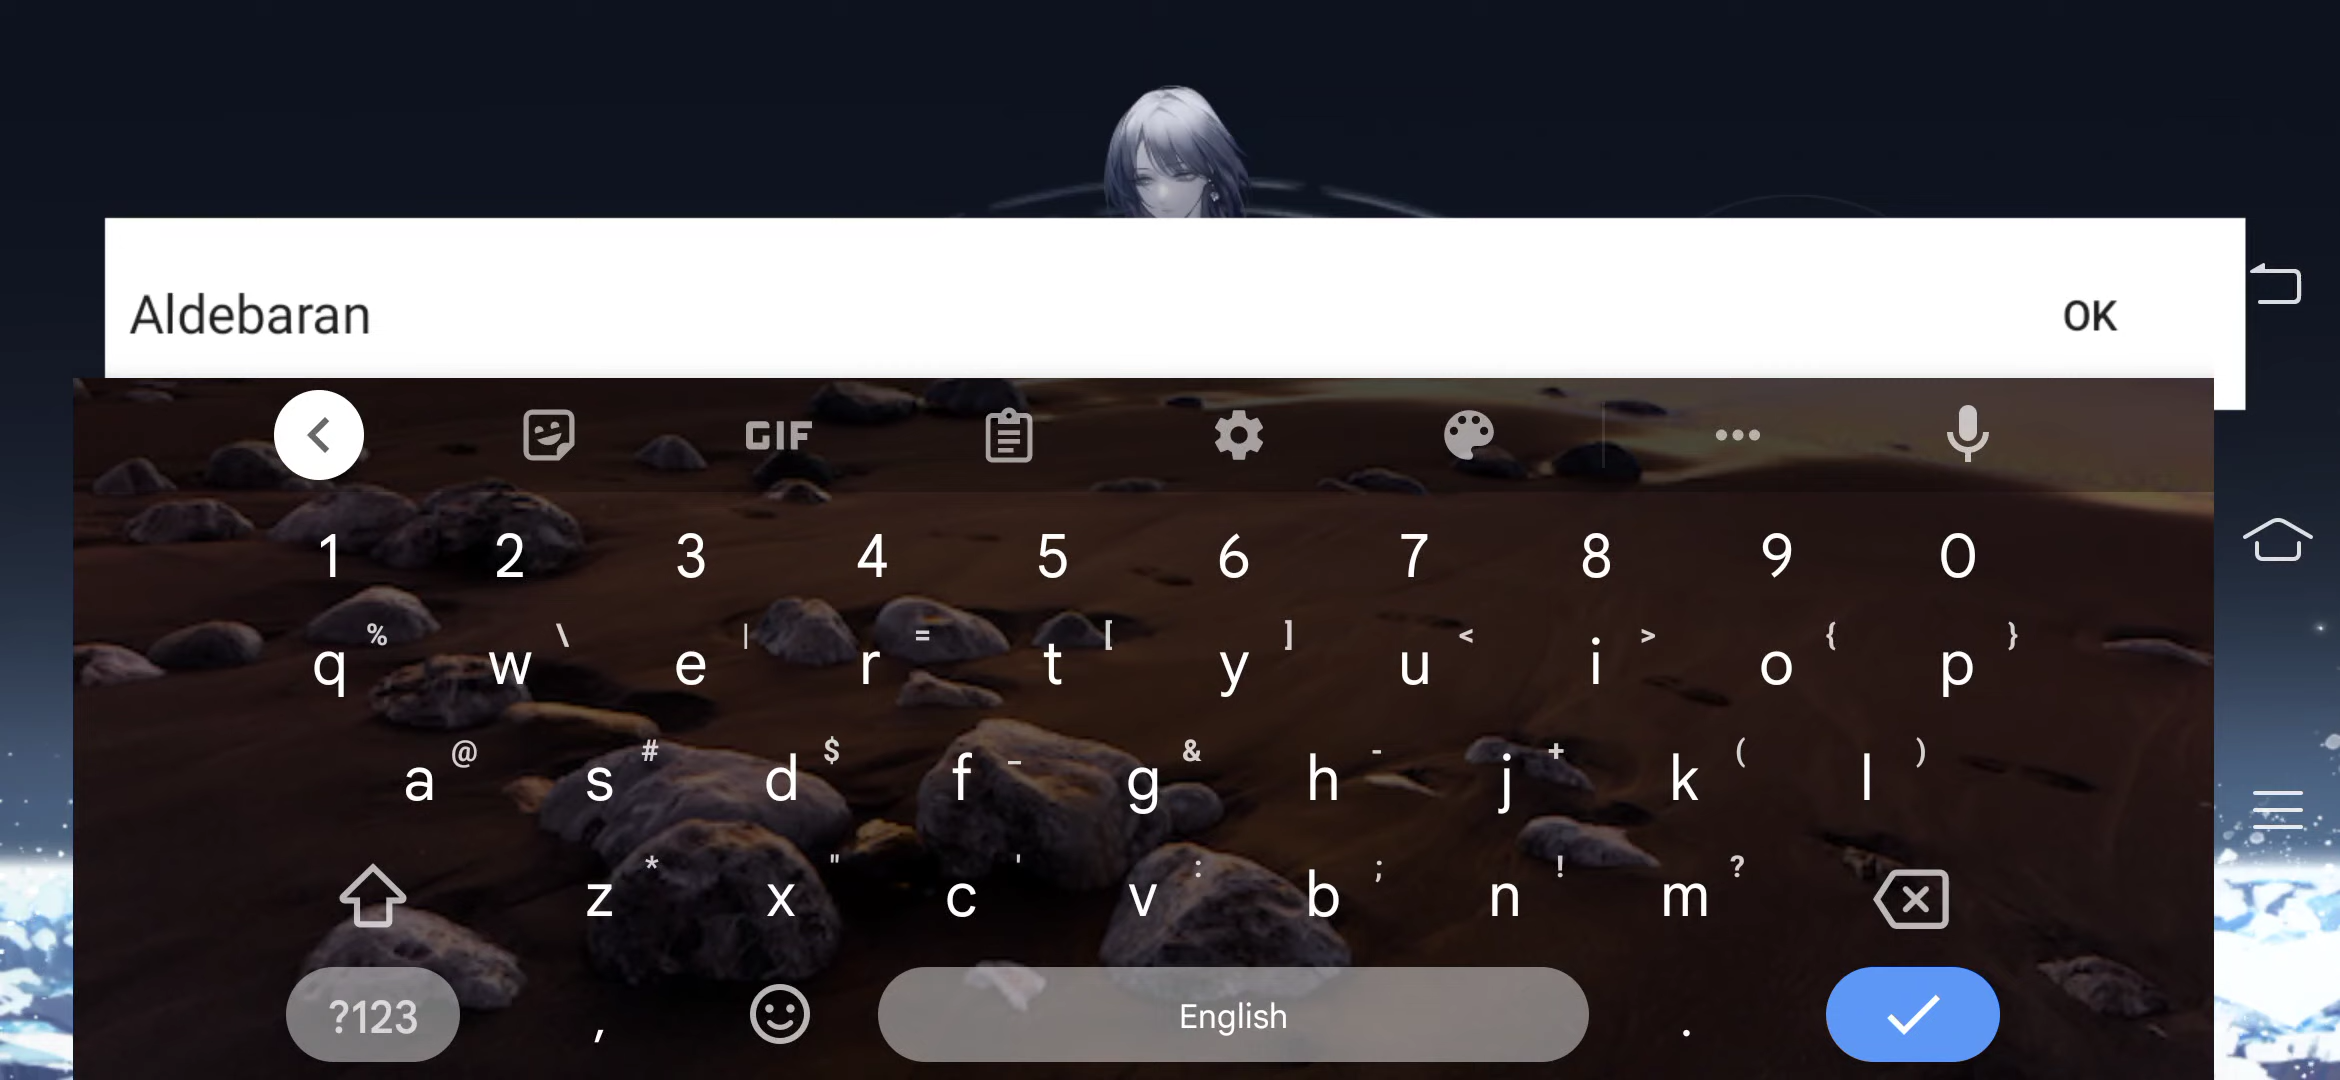 Aldebaran OK
GIF
1 2 3 4 5 6 7 8 9 0
% \ | = [ ] < > { }
q w e r t y u i o p
@ # $ _ & - + ( )
a s d f g h j k l
* " ' : ; ! ?
z x c v b n m
?123 , English .